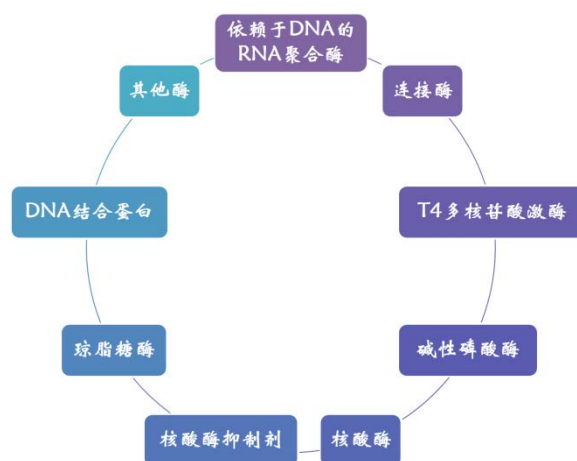 依赖于DNA的
RNA聚合酶
连接酶
T4多核苷酸激酶
碱性磷酸酶
核酸酶
核酸酶抑制剂
琼脂糖酶
DNA结合蛋白
其他酶